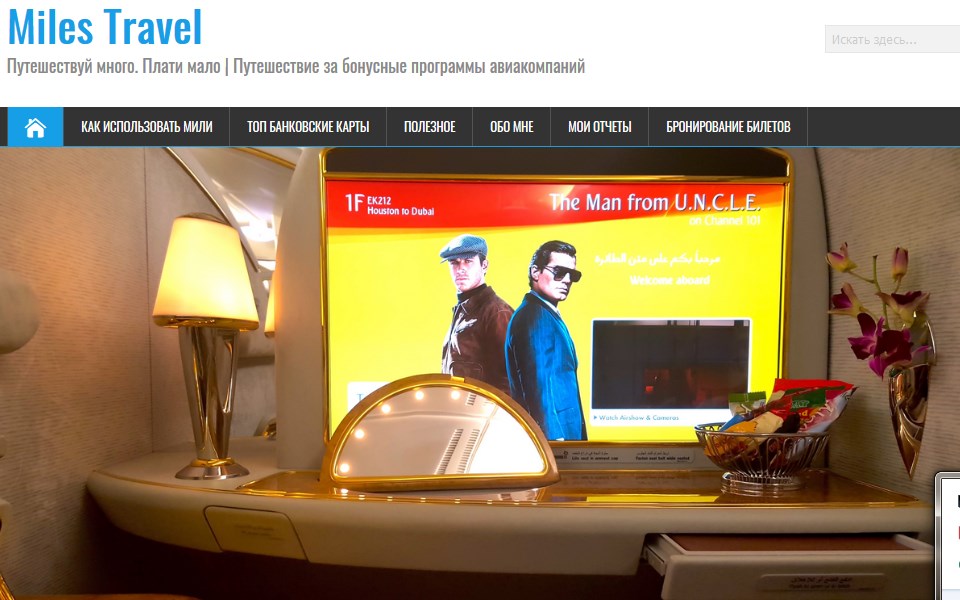 Miles Travel
Путешествуй много. Плати мало | Путешествие за бонусные программы авиакомпаний
Искать здесь...
КАК ИСПОЛЬЗОВАТЬ МИЛИ
ТОП БАНКОВСКИЕ КАРТЫ
ПОЛЕЗНОЕ
ОБО МНЕ
МОИ ОТЧЕТЫ
БРОНИРОВАНИЕ БИЛЕТОВ
1F EK212
Houston to Dubai
The Man from U.N.C.L.E.
on Channel 101
مرحباً بكم على متن الطائرة
Welcome aboard
Watch Airshow & Cameras